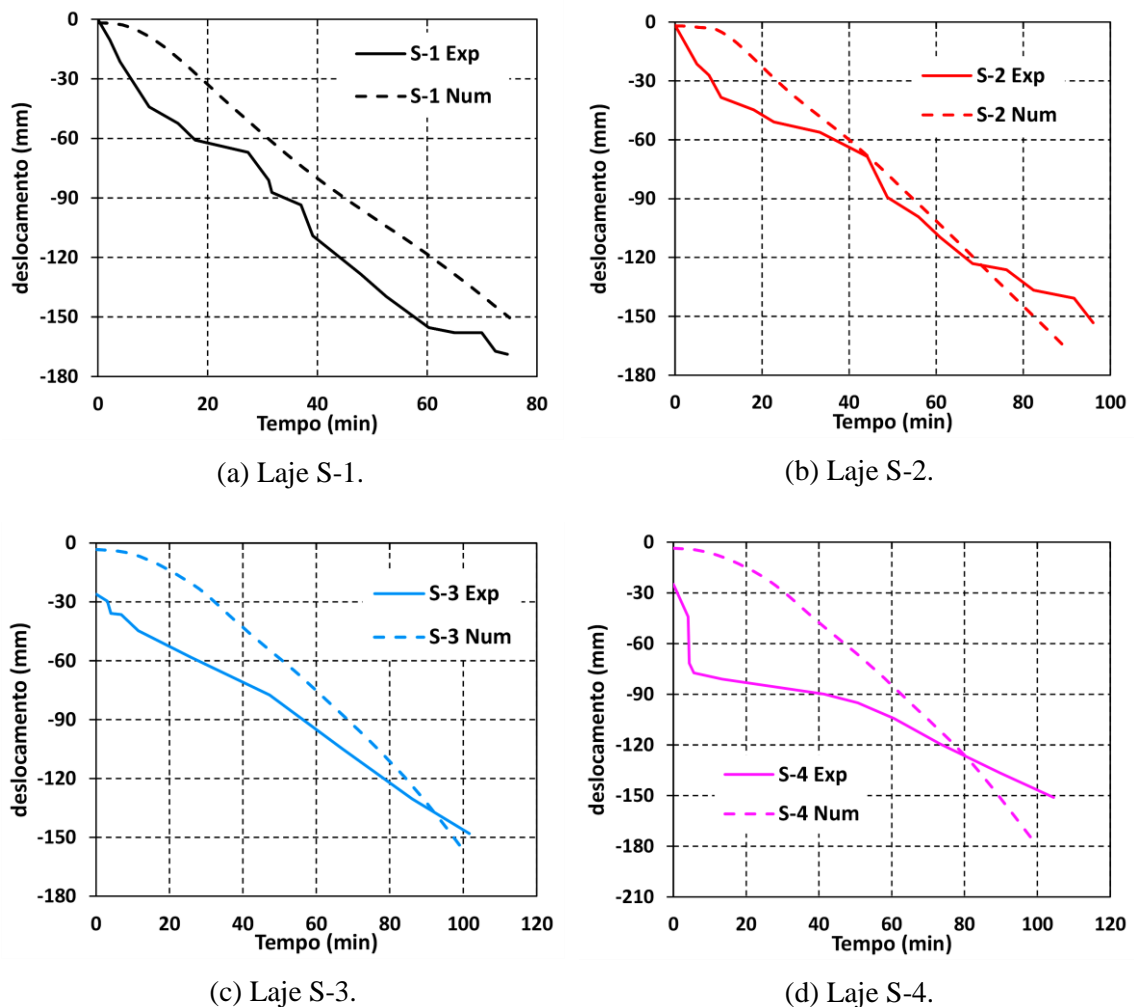 0
-30
-60
-90
-120
-150
-180
deslocamento (mm)
S-1 Exp
S-1 Num
0 20 40 60 80
Tempo (min)
(a) Laje S-1.
0
-30
-60
-90
-120
-150
-180
deslocamento (mm)
S-2 Exp
S-2 Num
0 20 40 60 80 100
Tempo (min)
(b) Laje S-2.
0
-30
-60
-90
-120
-150
-180
deslocamento (mm)
S-3 Exp
S-3 Num
0 20 40 60 80 100 120
Tempo (min)
(c) Laje S-3.
0
-30
-60
-90
-120
-150
-180
-210
deslocamento (mm)
S-4 Exp
S-4 Num
0 20 40 60 80 100 120
Tempo (min)
(d) Laje S-4.